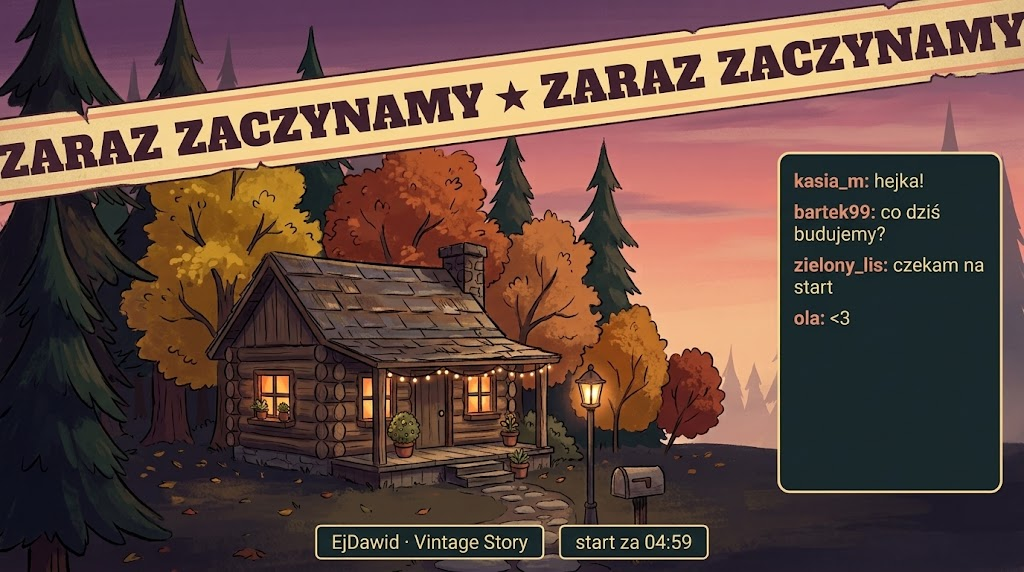 ZARAZ ZACZYNAMY ★ ZARAZ ZACZYNAMY
kasia_m: hejka!
bartek99: co dziś
budujemy?
zielony_lis: czekam na
start
ola: <3
EjDawid · Vintage Story
start za 04:59